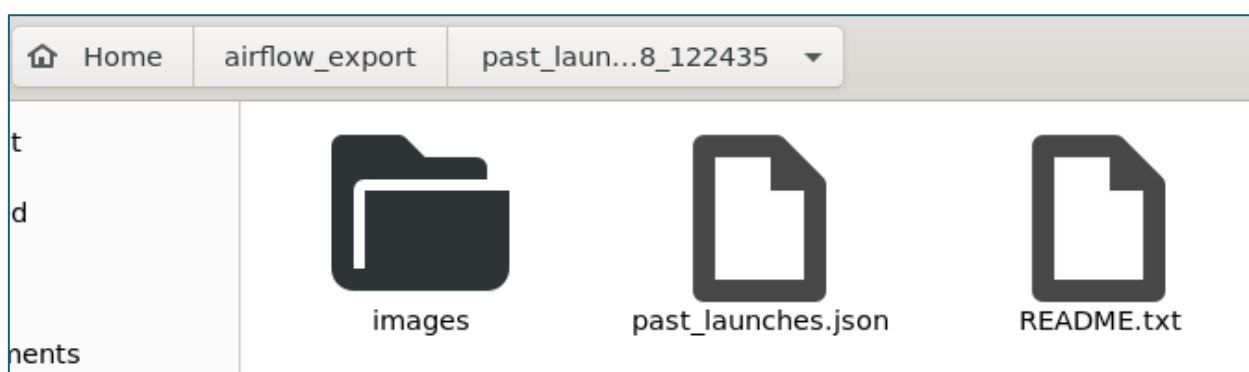 Home airflow_export past_laun...8_122435
t
d
images past_launches.json README.txt
nents